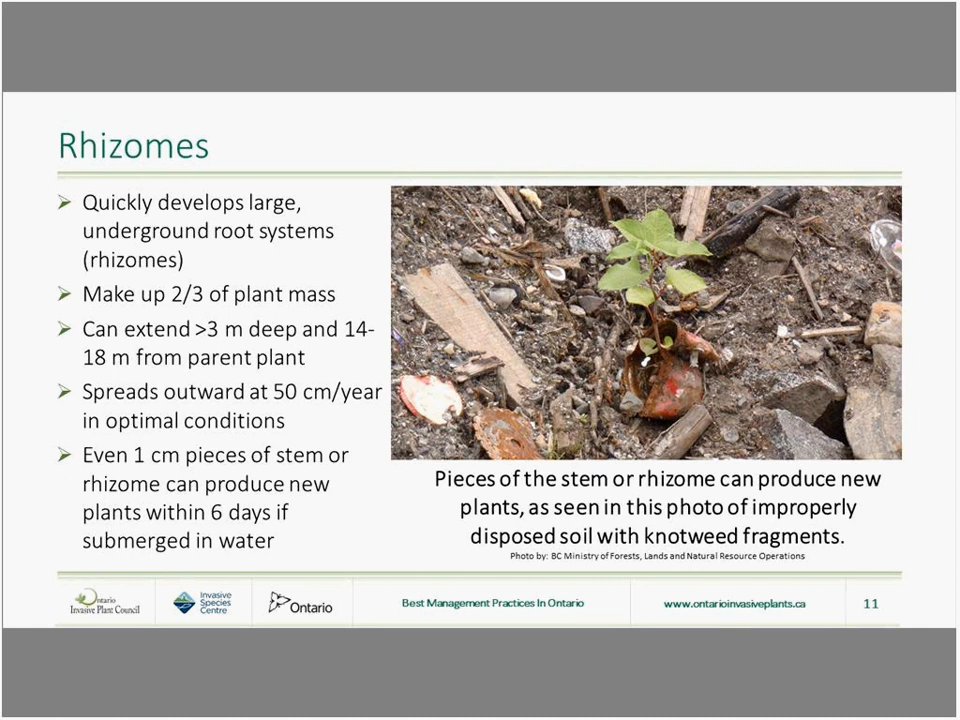 Rhizomes
Quickly develops large,
underground root systems
(rhizomes)
Make up 2/3 of plant mass
Can extend >3 m deep and 14-
18 m from parent plant
Spreads outward at 50 cm/year
in optimal conditions
Even 1 cm pieces of stem or
rhizome can produce new
plants within 6 days if
submerged in water
Pieces of the stem or rhizome can produce new
plants, as seen in this photo of improperly
disposed soil with knotweed fragments.
Photo by: BC Ministry of Forests, Lands and Natural Resource Operations
Ontario
Invasive Plant Council
Invasive
Species
Centre
Ontario
Best Management Practices In Ontario
www.ontarioinvasiveplants.ca
11